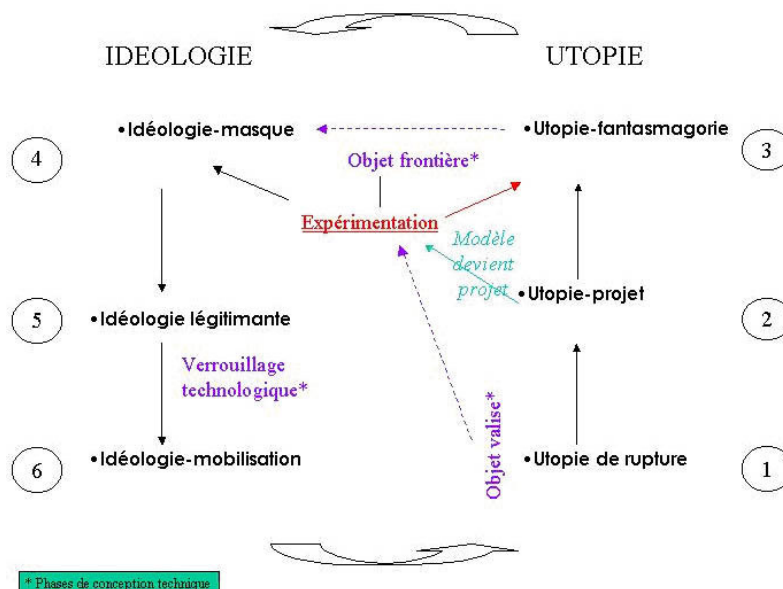 IDEOLOGIE
UTOPIE
•Idéologie-masque
•Utopie-fantasmagorie
4
3
Objet frontière*
Expérimentation
Modèle
devient
projet
•Utopie-projet
5
•Idéologie légitimante
2
Verrouillage
technologique*
Objet valise*
6
•Idéologie-mobilisation
•Utopie de rupture
1
* Phases de conception technique